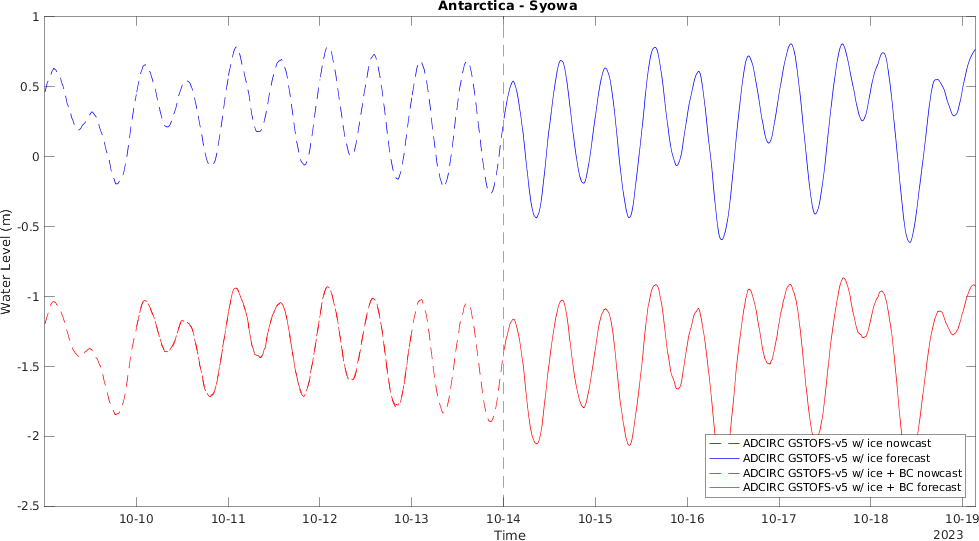 Antarctica - Syowa
Water Level (m)
1
0.5
0
-0.5
-1
-1.5
-2
-2.5
ADCIRC GSTOFS-v5 w/ ice nowcast
ADCIRC GSTOFS-v5 w/ ice forecast
ADCIRC GSTOFS-v5 w/ ice + BC nowcast
ADCIRC GSTOFS-v5 w/ ice + BC forecast
10-10 10-11 10-12 10-13 10-14 10-15 10-16 10-17 10-18 10-19
Time
2023